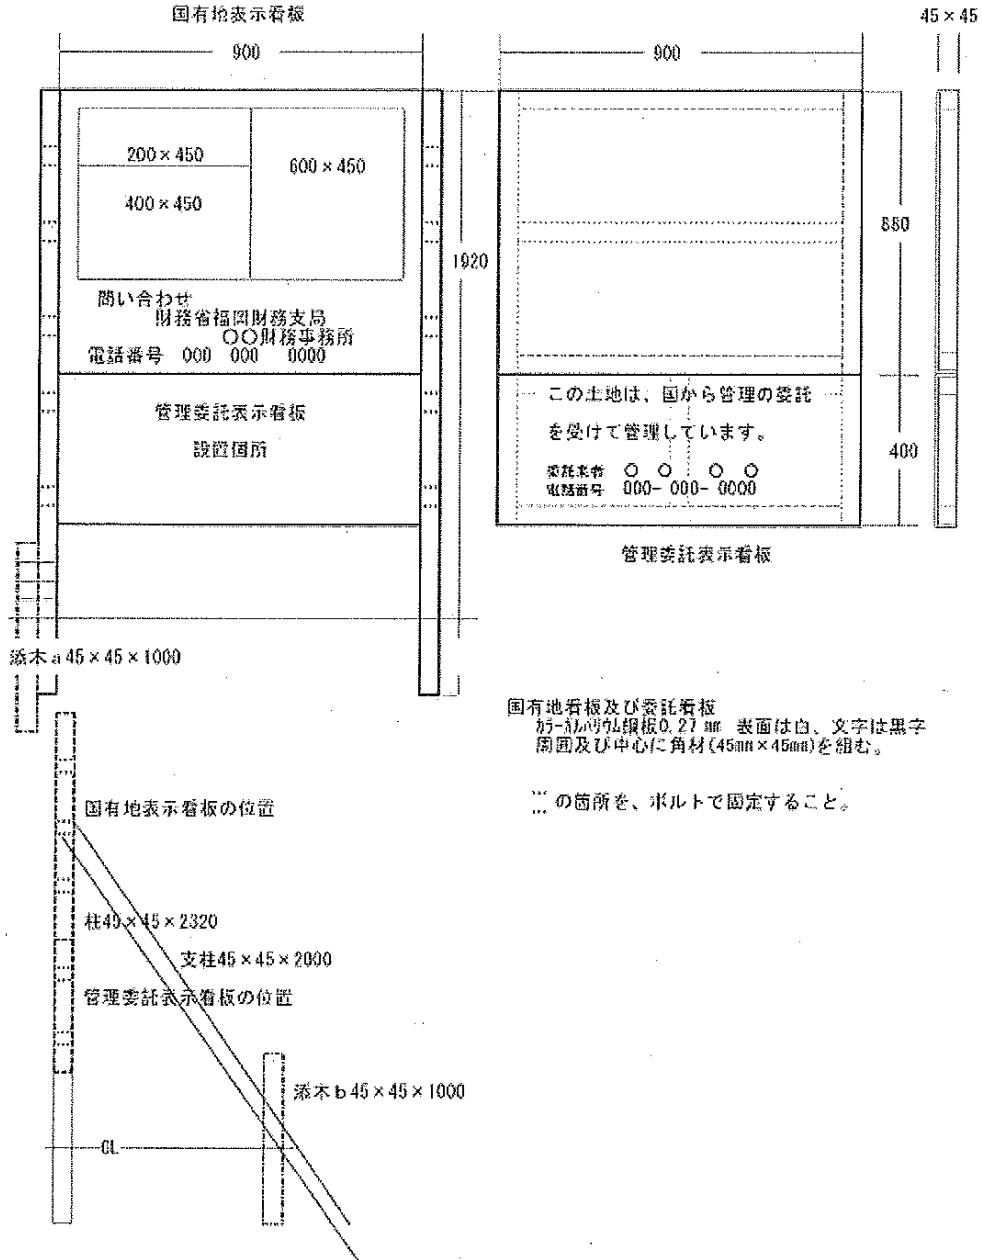 国有地表示看板
45×45
900
900
200×450
600×450
400×450
880
1920
問い合わせ
財務省福岡財務支局
〇〇財務事務所
電話番号 000 000 0000
この土地は、国から管理の委託
管理委託表示看板
を受けて管理しています。
設置個所
400
委託業者 〇 〇 〇 〇
電話番号 000-000-0000
管理委託表示看板
添木a45×45×1000
国有地看板及び委託看板
カラーガルバリウム鋼板0.27mm 表面は白、文字は黒字
周囲及び中心に角材(45mm×45mm)を組む。
の箇所を、ボルトで固定すること。
国有地表示看板の位置
柱45×45×2320
支柱45×45×2000
管理委託表示看板の位置
添木b45×45×1000
GL